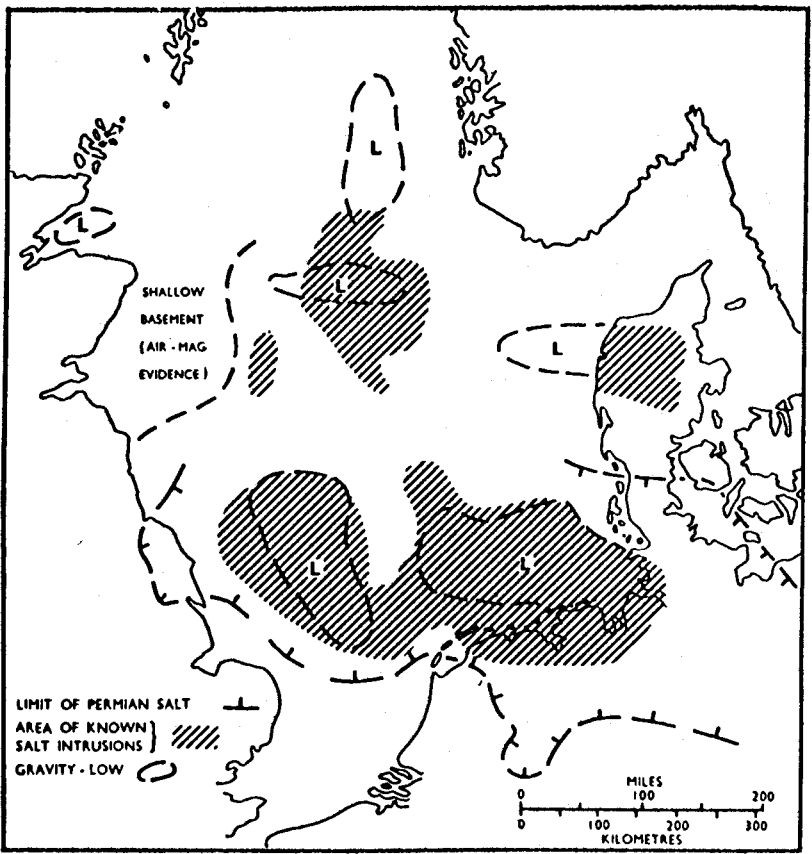 L
L
L
SHALLOW
BASEMENT
(AIR-MAG
EVIDENCE)
L
L
L
LIMIT OF PERMIAN SALT
AREA OF KNOWN
SALT INTRUSIONS
GRAVITY-LOW
MILES
0 100 200
0 100 200 300
KILOMETRES